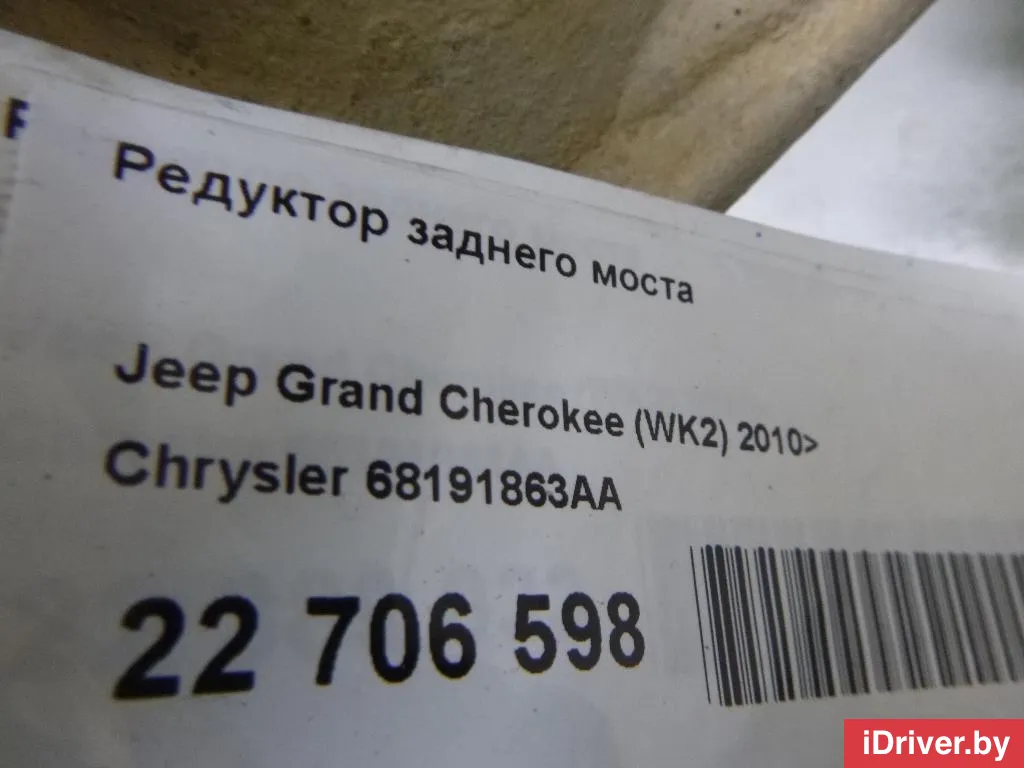 Редуктор заднего моста
Jeep Grand Cherokee (WK2) 2010>
Chrysler 68191863AA
22 706 598
iDriver.by